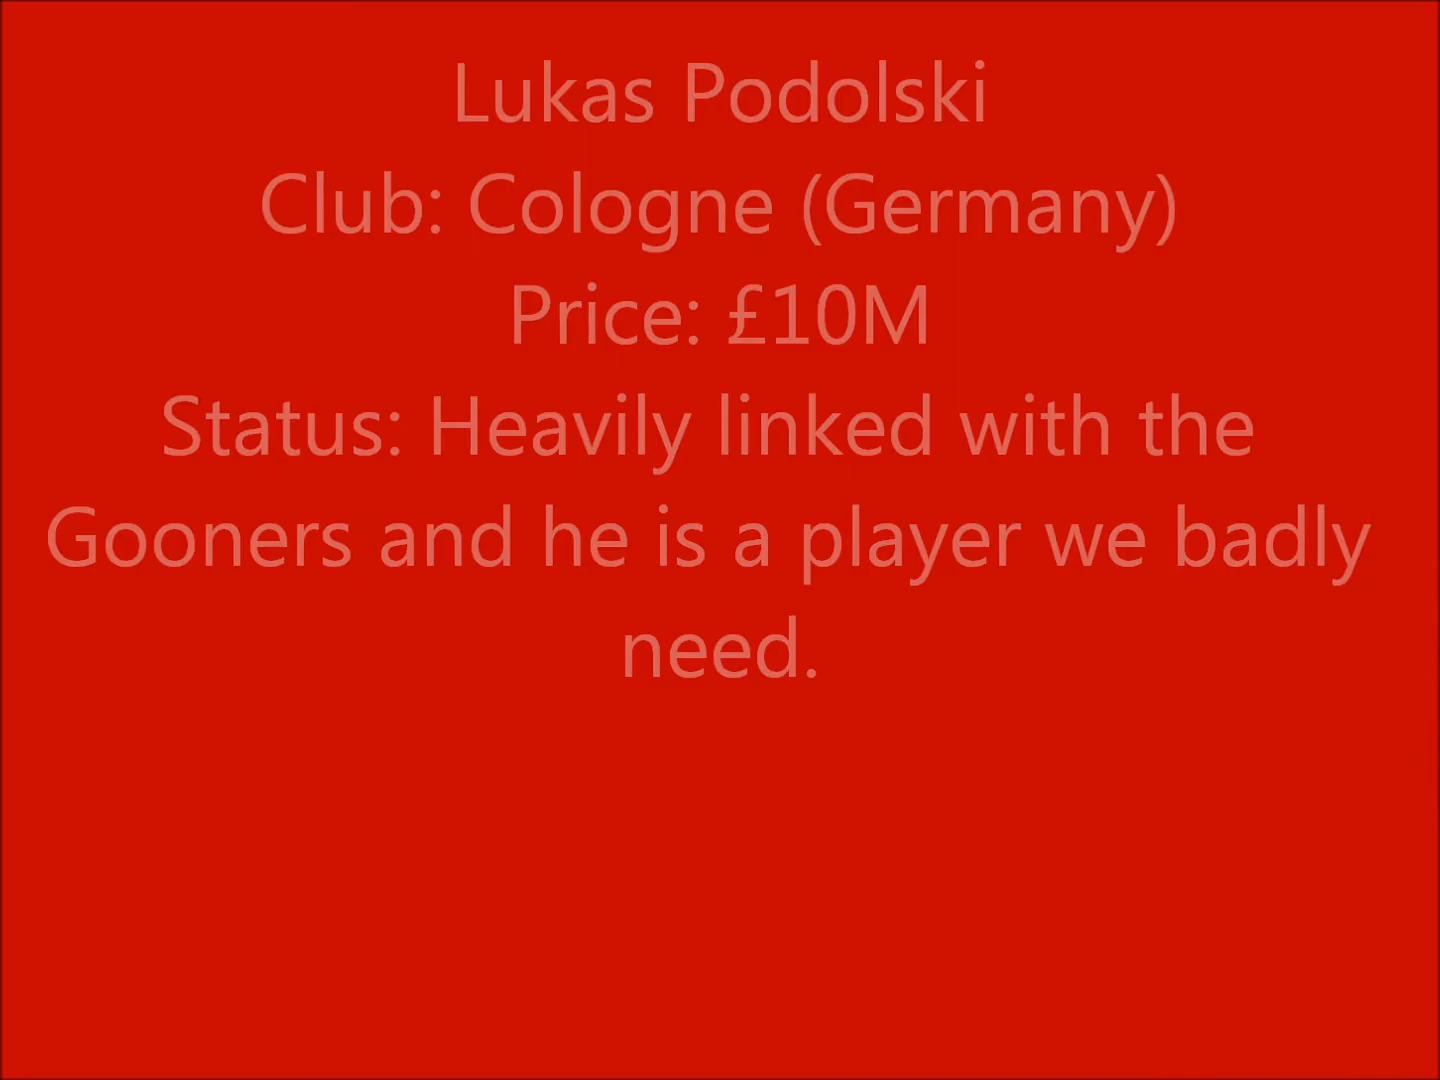 Lukas Podolski
Club: Cologne (Germany)
Price: £10M
Status: Heavily linked with the
Gooners and he is a player we badly
need.